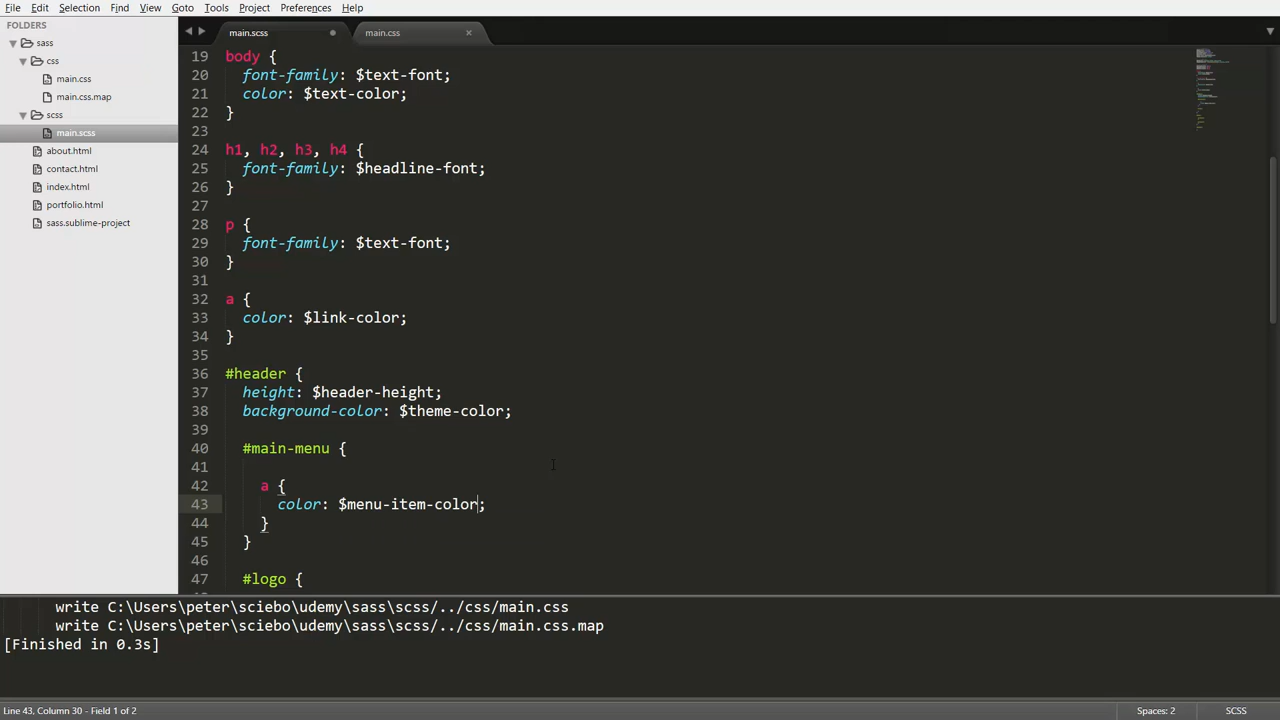 File Edit Selection Find View Goto Tools Project Preferences Help
FOLDERS
sass
css
main.css
main.css.map
scss
main.scss
about.html
contact.html
index.html
portfolio.html
sass.sublime-project
main.scss main.css
19 body {
20 font-family: $text-font;
21 color: $text-color;
22 }
23
24 h1, h2, h3, h4 {
25 font-family: $headline-font;
26 }
27
28 p {
29 font-family: $text-font;
30 }
31
32 a {
33 color: $link-color;
34 }
35
36 #header {
37 height: $header-height;
38 background-color: $theme-color;
39
40 #main-menu {
41
42 a {
43 color: $menu-item-color;
44 }
45 }
46
47 #logo {
write C:\Users\peter\sciebo\udemy\sass\scss/../css/main.css
write C:\Users\peter\sciebo\udemy\sass\scss/../css/main.css.map
[Finished in 0.3s]
Line 43, Column 30 - Field 1 of 2 Spaces: 2 SCSS